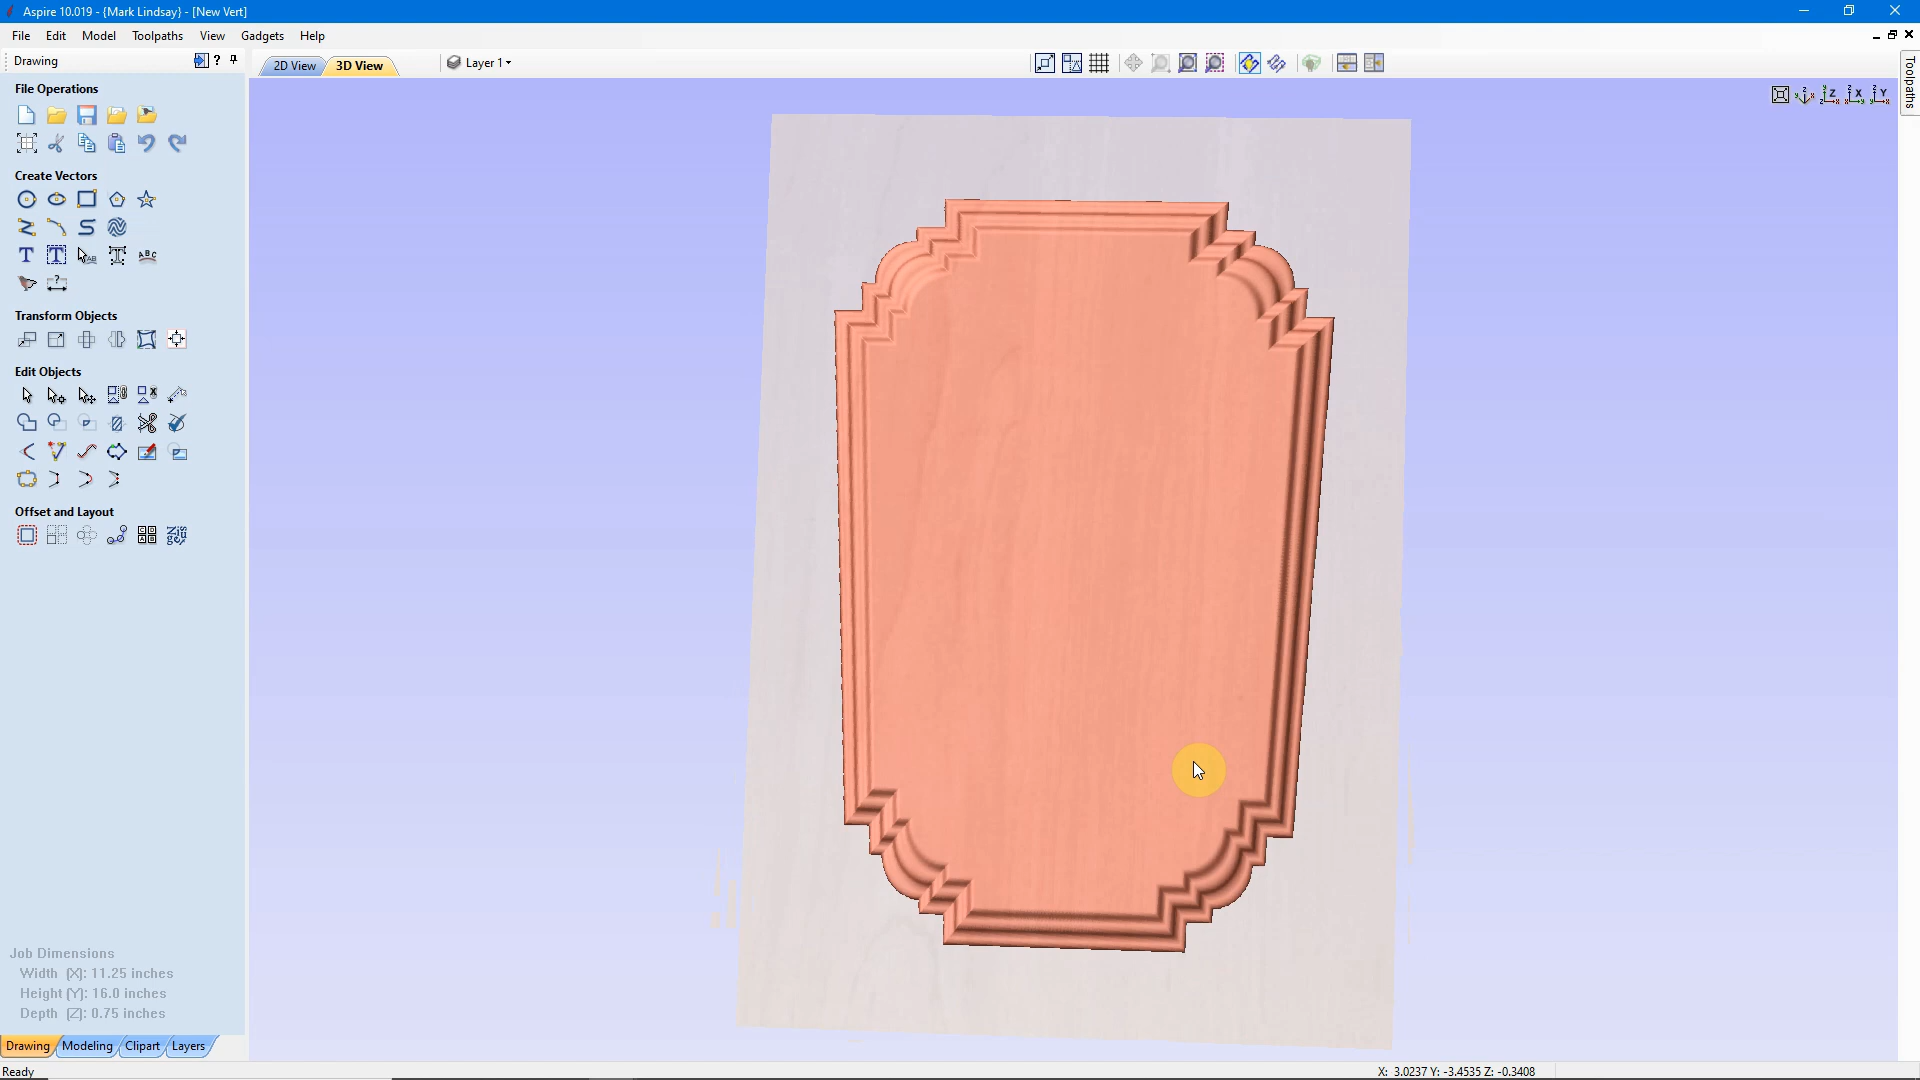 Aspire 10.019 - {Mark Lindsay} - [New Vert]
File Edit Model Toolpaths View Gadgets Help
Drawing
2D View 3D View Layer 1
File Operations
Create Vectors
Transform Objects
Edit Objects
Offset and Layout
Toolpaths
Job Dimensions
Width (X): 11.25 inches
Height (Y): 16.0 inches
Depth (Z): 0.75 inches
Drawing Modeling Clipart Layers
Ready
X: 3.0237 Y: -3.4535 Z: -0.3408